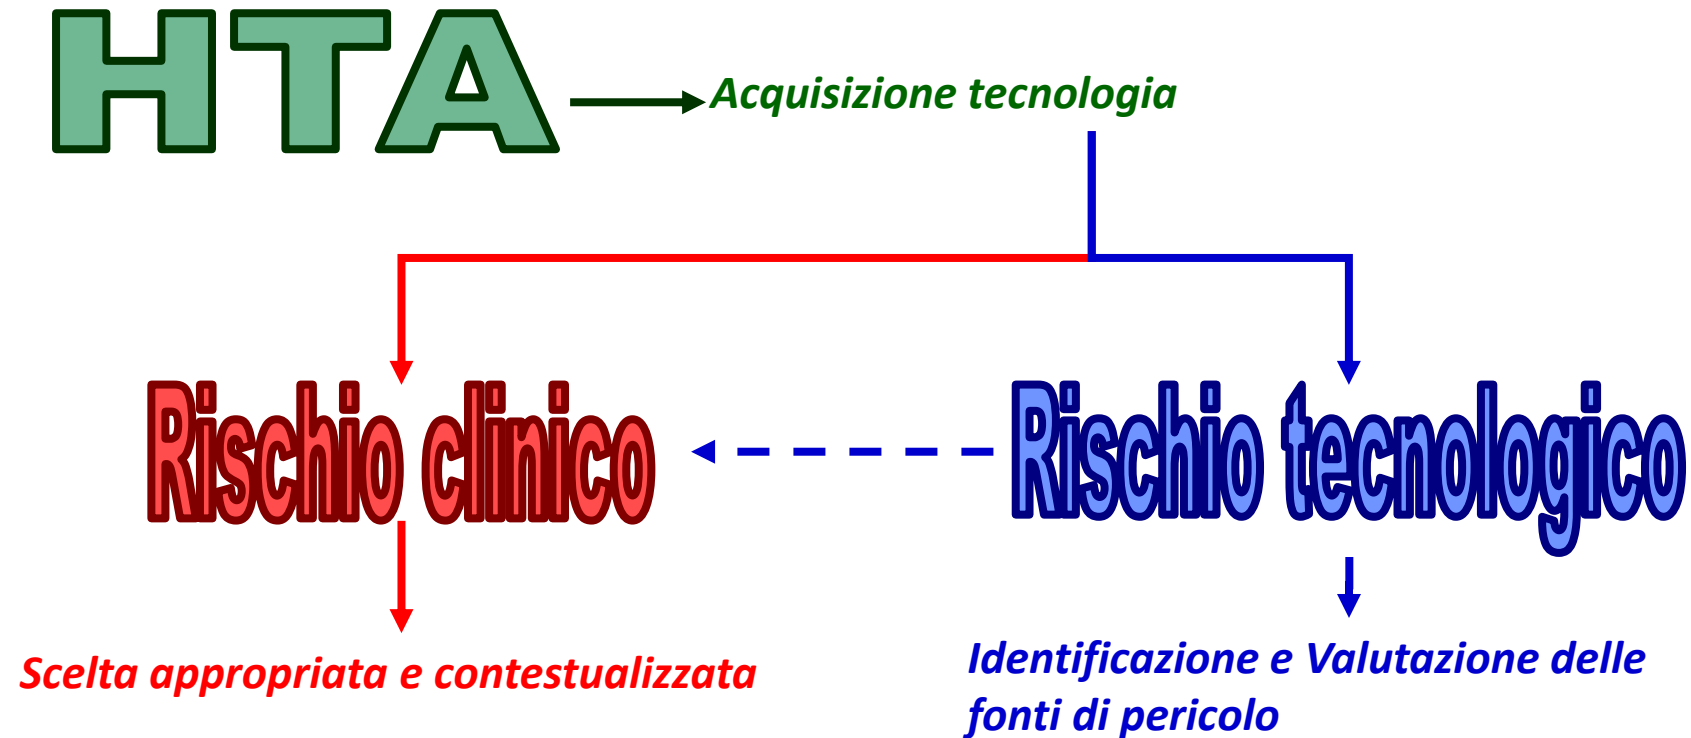 HTA
Acquisizione tecnologia
Rischio clinico
Rischio tecnologico
Scelta appropriata e contestualizzata
Identificazione e Valutazione delle
fonti di pericolo